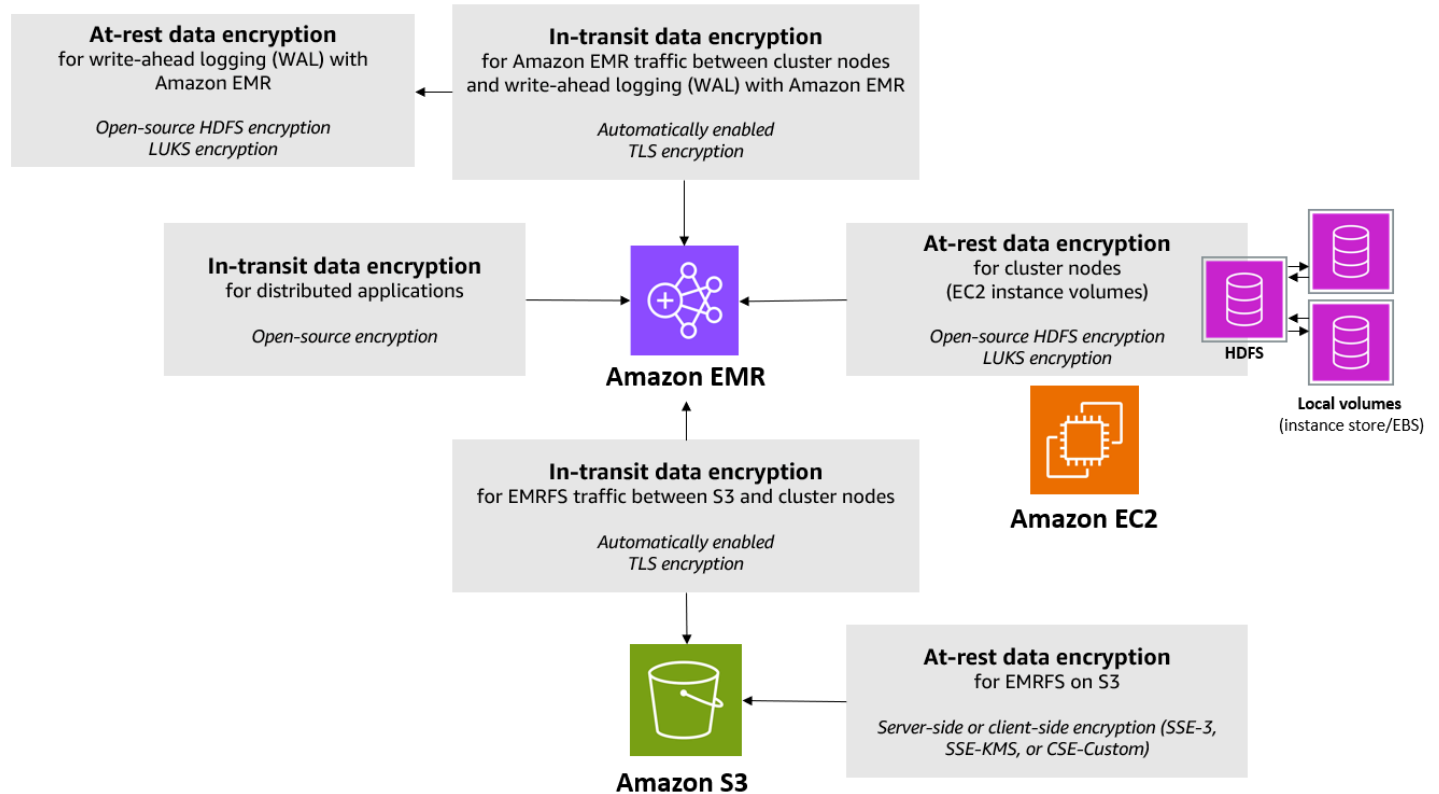 At-rest data encryption
for write-ahead logging (WAL) with
Amazon EMR
Open-source HDFS encryption
LUKS encryption
In-transit data encryption
for Amazon EMR traffic between cluster nodes
and write-ahead logging (WAL) with Amazon EMR
Automatically enabled
TLS encryption
In-transit data encryption
for distributed applications
Open-source encryption
Amazon EMR
At-rest data encryption
for cluster nodes
(EC2 instance volumes)
Open-source HDFS encryption
LUKS encryption
HDFS
Local volumes
(instance store/EBS)
Amazon EC2
In-transit data encryption
for EMRFS traffic between S3 and cluster nodes
Automatically enabled
TLS encryption
Amazon S3
At-rest data encryption
for EMRFS on S3
Server-side or client-side encryption (SSE-3,
SSE-KMS, or CSE-Custom)